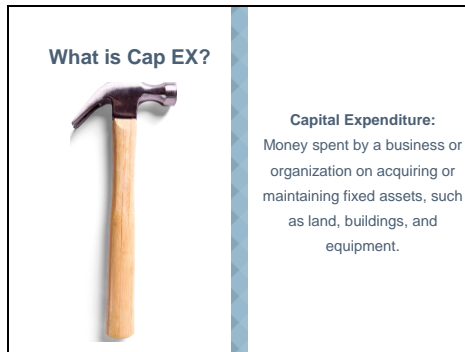 What is Cap EX?
Capital Expenditure:
Money spent by a business or
organization on acquiring or
maintaining fixed assets, such
as land, buildings, and
equipment.